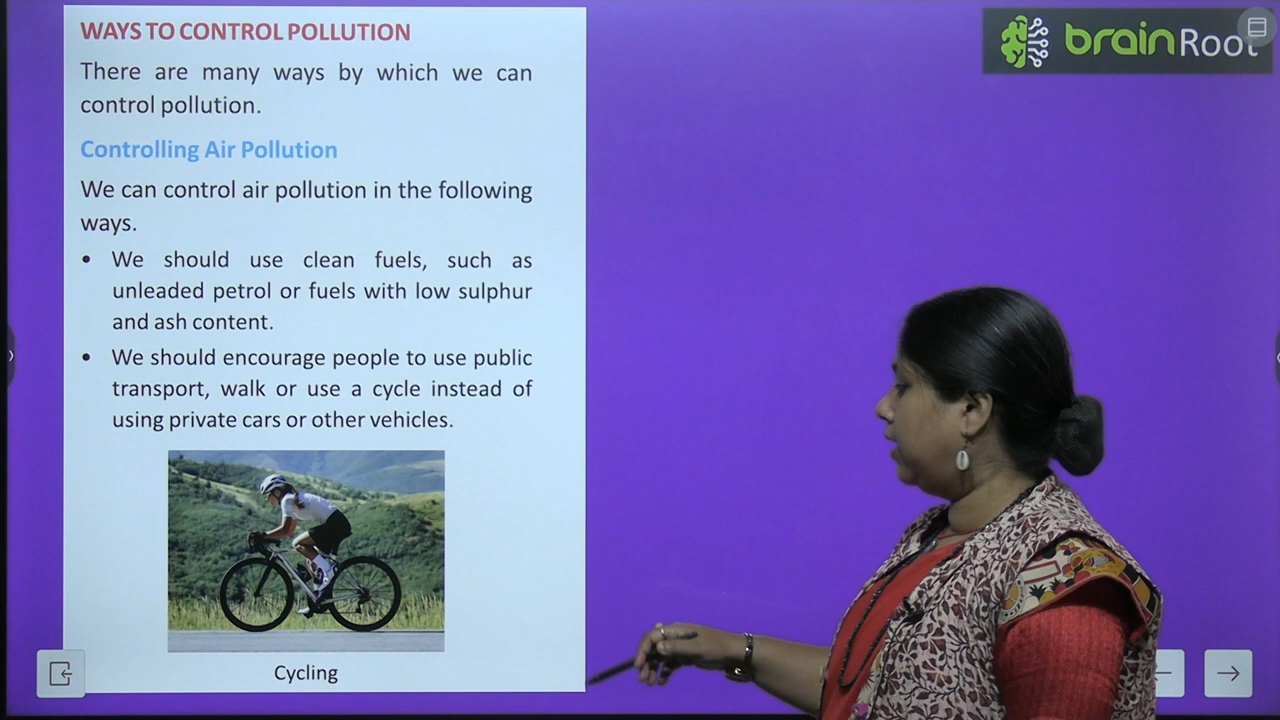 WAYS TO CONTROL POLLUTION
There are many ways by which we can
control pollution.
Controlling Air Pollution
We can control air pollution in the following
ways.
• We should use clean fuels, such as
unleaded petrol or fuels with low sulphur
and ash content.
• We should encourage people to use public
transport, walk or use a cycle instead of
using private cars or other vehicles.
Cycling
brainRoot